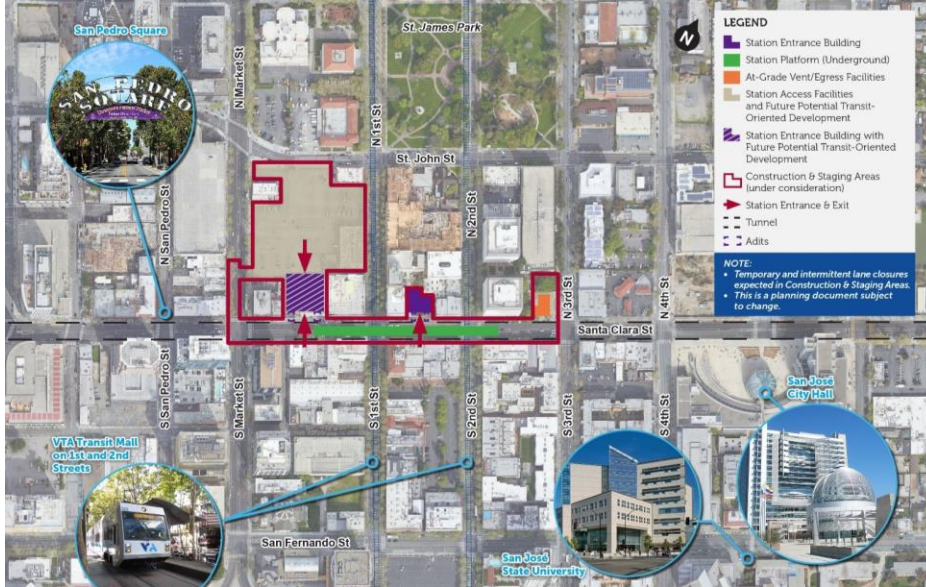 San Pedro Square
SAN PEDRO
SQUARE
St. James Park
N
LEGEND
Station Entrance Building
Station Platform (Underground)
At-Grade Vent/Egress Facilities
Station Access Facilities
and Future Potential Transit-
Oriented Development
Station Entrance Building with
Future Potential Transit-Oriented
Development
Construction & Staging Areas
(under consideration)
Station Entrance & Exit
Tunnel
Adits
NOTE:
• Temporary and intermittent lane closures
expected in Construction & Staging Areas.
• This is a planning document subject
to change.
N Market St
N 1st St
St. John St
N San Pedro St
N 2nd St
N 3rd St
N 4th St
Santa Clara St
S San Pedro St
S Market St
S 1st St
S 2nd St
S 3rd St
S 4th St
San José
City Hall
VTA Transit Mall
on 1st and 2nd
Streets
VTA
San Fernando St
San José
State University